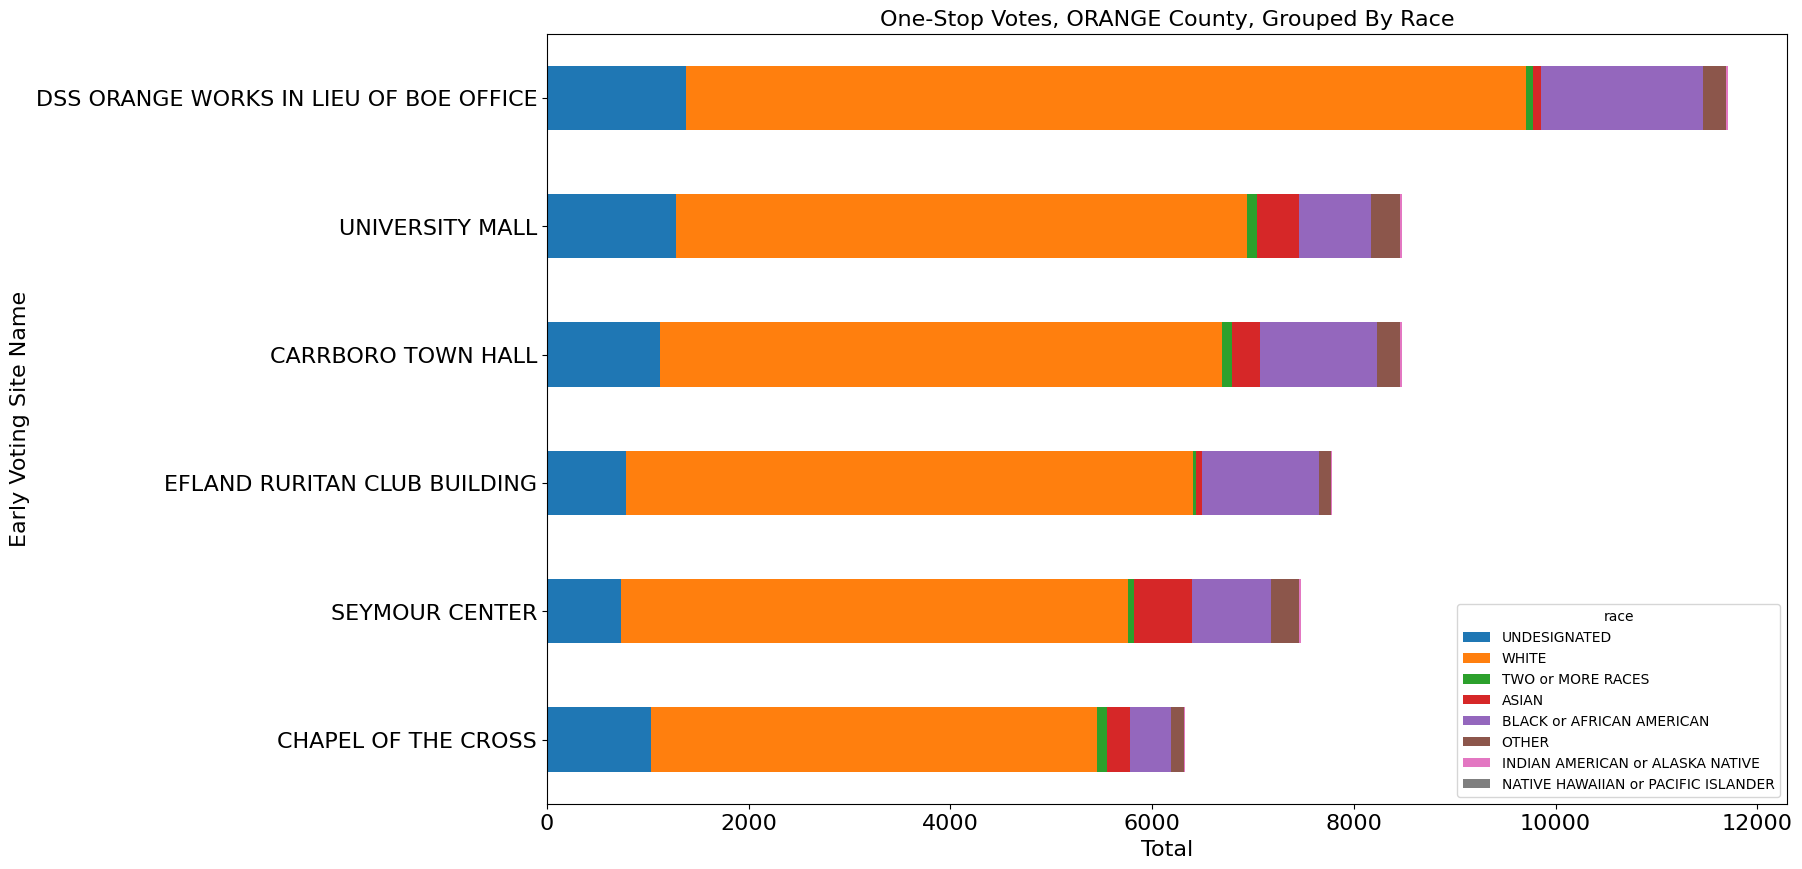 One-Stop Votes, ORANGE County, Grouped By Race
Early Voting Site Name
DSS ORANGE WORKS IN LIEU OF BOE OFFICE
UNIVERSITY MALL
CARRBORO TOWN HALL
EFLAND RURITAN CLUB BUILDING
SEYMOUR CENTER
CHAPEL OF THE CROSS
race
UNDESIGNATED
WHITE
TWO or MORE RACES
ASIAN
BLACK or AFRICAN AMERICAN
OTHER
INDIAN AMERICAN or ALASKA NATIVE
NATIVE HAWAIIAN or PACIFIC ISLANDER
0 2000 4000 6000 8000 10000 12000
Total